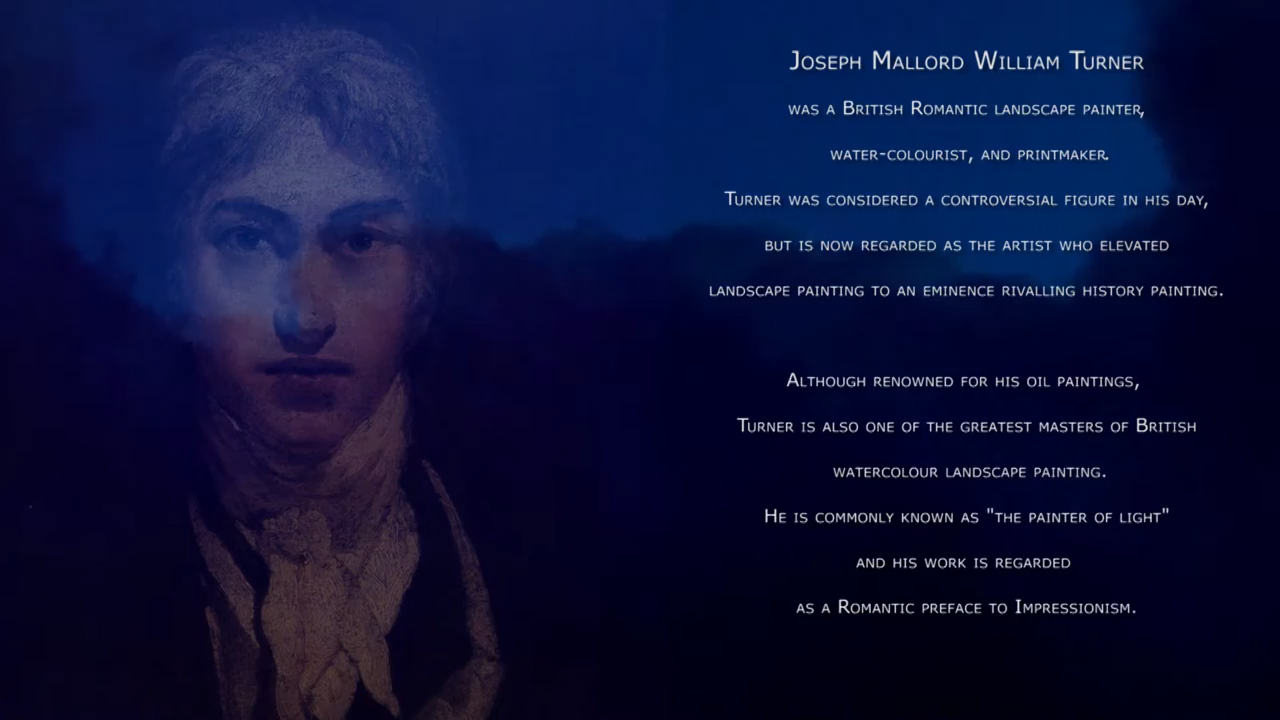 Joseph Mallord William Turner
was a British Romantic landscape painter,
water-colourist, and printmaker.
Turner was considered a controversial figure in his day,
but is now regarded as the artist who elevated
landscape painting to an eminence rivalling history painting.
Although renowned for his oil paintings,
Turner is also one of the greatest masters of British
watercolour landscape painting.
He is commonly known as "the painter of light"
and his work is regarded
as a Romantic preface to Impressionism.